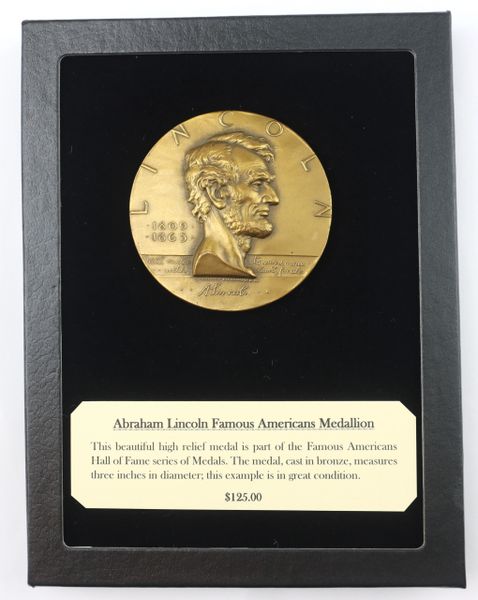 LINCOLN
·1809·
·1865·
A. Lincoln.
Abraham Lincoln Famous Americans Medallion
This beautiful high relief medal is part of the Famous Americans
Hall of Fame series of Medals. The medal, cast in bronze, measures
three inches in diameter; this example is in great condition.
$125.00